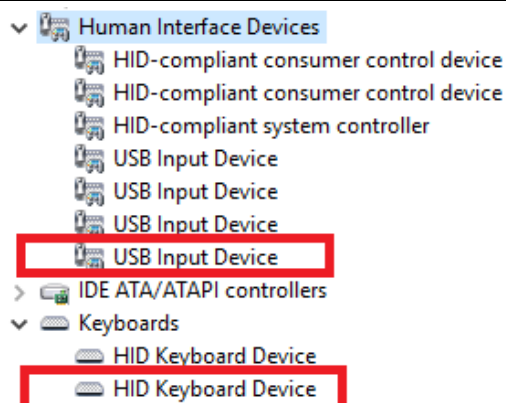 Human Interface Devices
HID-compliant consumer control device
HID-compliant consumer control device
HID-compliant system controller
USB Input Device
USB Input Device
USB Input Device
USB Input Device
IDE ATA/ATAPI controllers
Keyboards
HID Keyboard Device
HID Keyboard Device